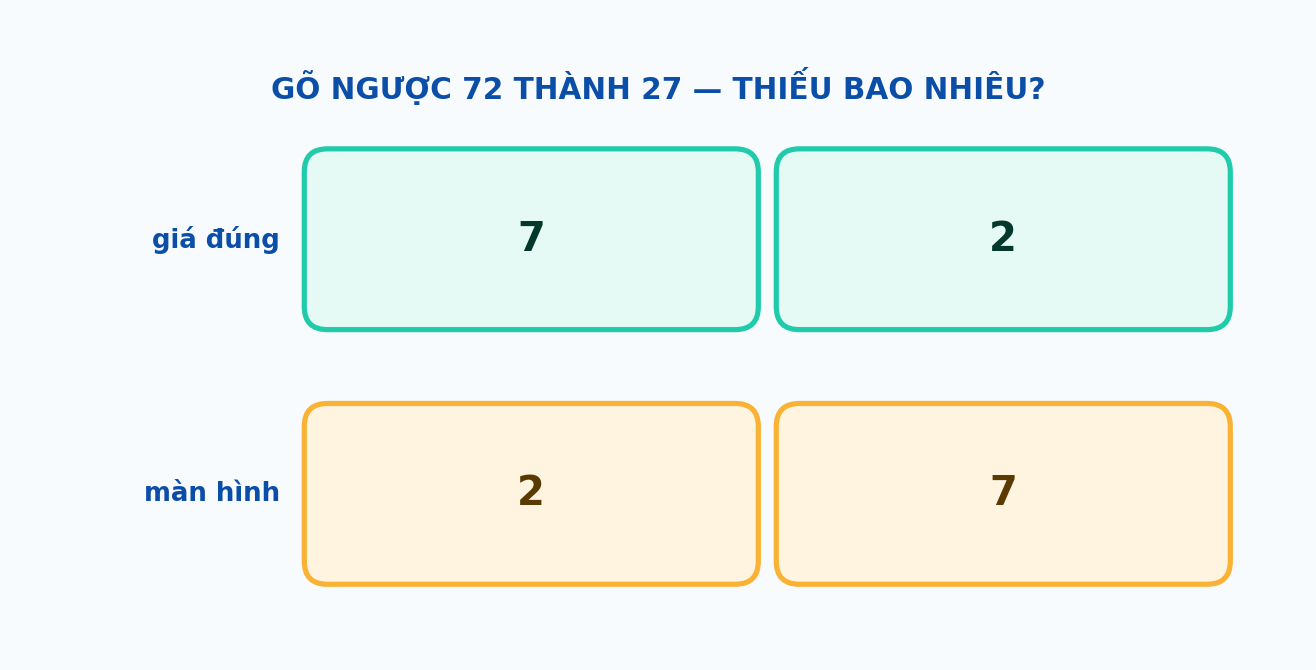 GÕ NGƯỢC 72 THÀNH 27 — THIẾU BAO NHIÊU?
giá đúng 7 2
màn hình 2 7